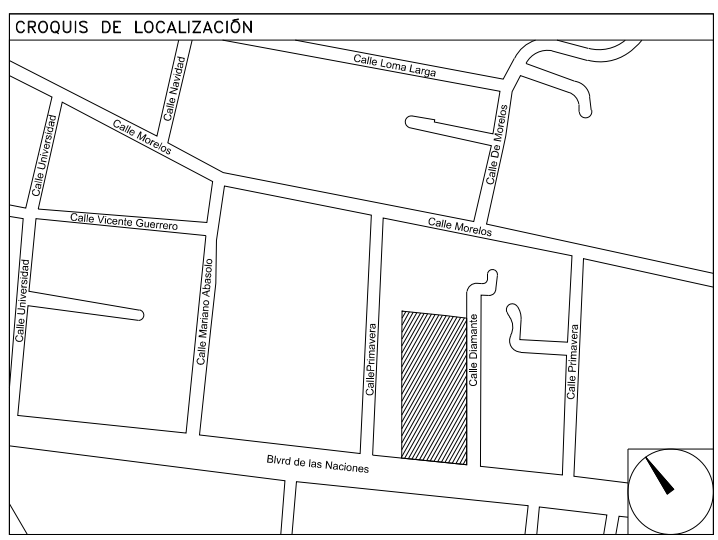 CROQUIS DE LOCALIZACIÓN
Calle Loma Larga
Calle Navidad
Calle Morelos
Calle De Morelos
Calle Universidad
Calle Vicente Guerrero
Calle Morelos
Calle Universidad
Calle Mariano Abasolo
CallePrimavera
Calle Diamante
Calle Primavera
Blvrd de las Naciones